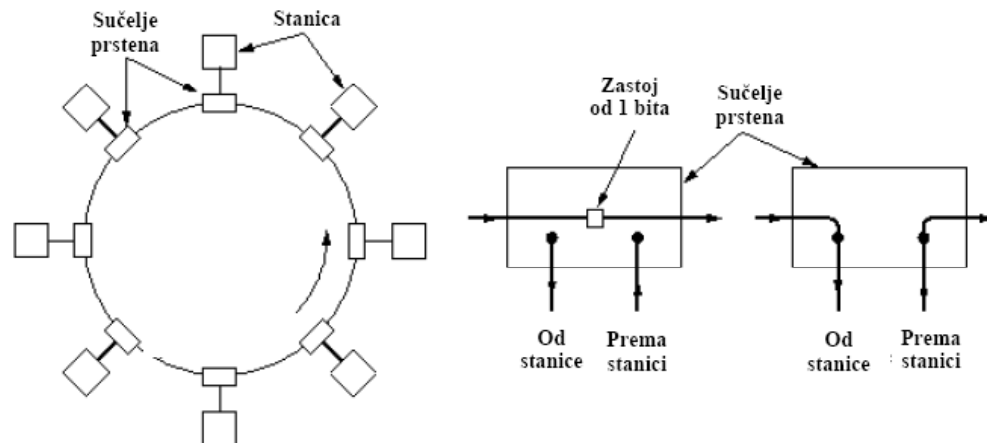 Sučelje
prstena
Stanica
Zastoj
od 1 bita
Sučelje
prstena
Od
stanice
Prema
stanici
Od
stanice
Prema
stanici